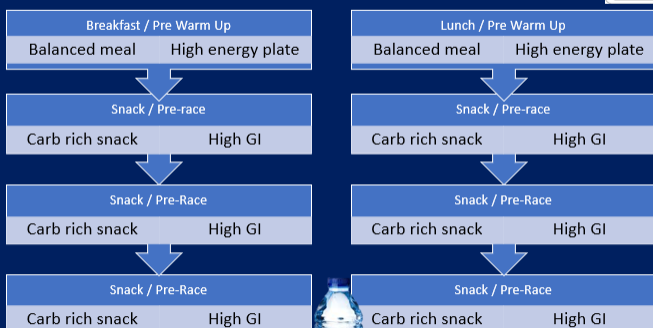 Breakfast / Pre Warm Up
Balanced meal High energy plate
Snack / Pre-race
Carb rich snack High GI
Snack / Pre-Race
Carb rich snack High GI
Snack / Pre-Race
Carb rich snack High GI
Lunch / Pre Warm Up
Balanced meal High energy plate
Snack / Pre-race
Carb rich snack High GI
Snack / Pre-Race
Carb rich snack High GI
Snack / Pre-Race
Carb rich snack High GI